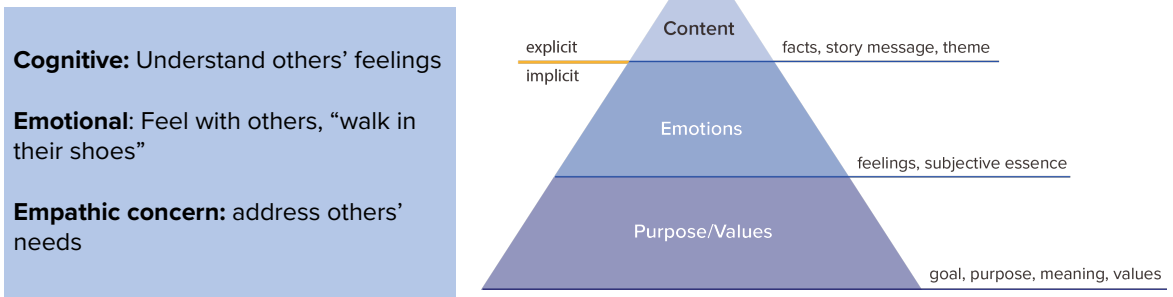 Cognitive: Understand others’ feelings
Emotional: Feel with others, “walk in
their shoes”
Empathic concern: address others’
needs
Content
explicit
implicit
facts, story message, theme
Emotions
feelings, subjective essence
Purpose/Values
goal, purpose, meaning, values